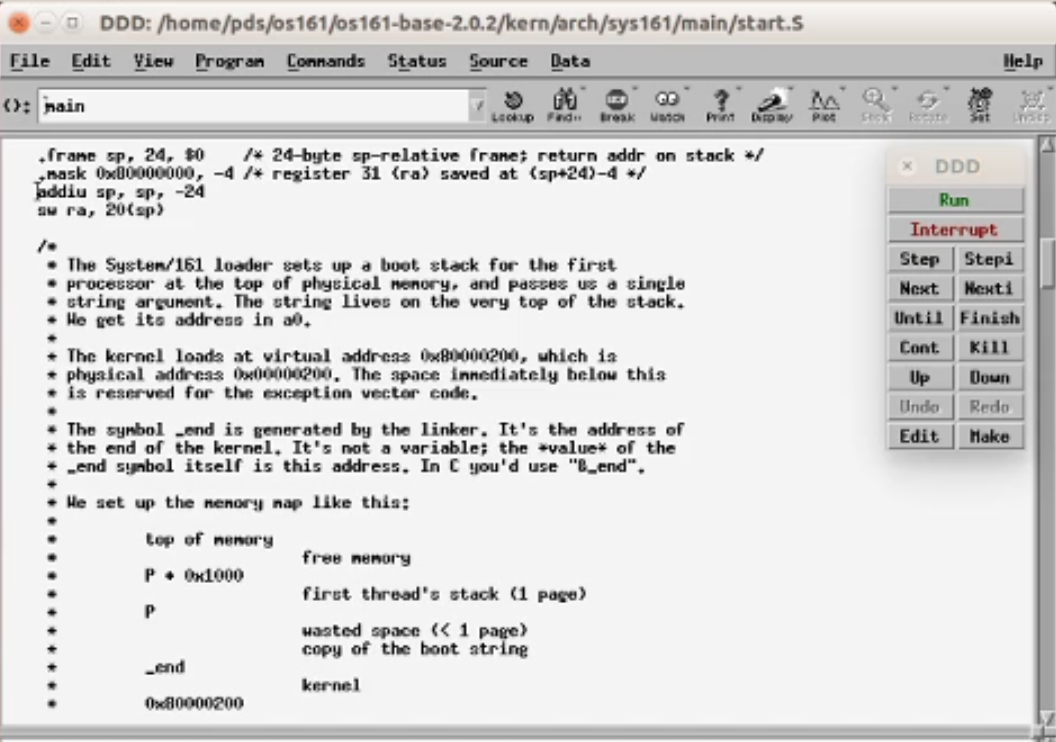 DDD: /home/pds/os161/os161-base-2.0.2/kern/arch/sys161/main/start.S
File Edit View Program Commands Status Source Data Help
(): main
Lookup Find» Break Watch Print Display Plot Rotate Set
.frame sp, 24, $0 /* 24-byte sp-relative frame; return addr on stack */
.mask 0x80000000, -4 /* register 31 (ra) saved at (sp+24)-4 */
addiu sp, sp, -24
sw ra, 20(sp)
/*
* The System/161 loader sets up a boot stack for the first
* processor at the top of physical memory, and passes us a single
* string argument. The string lives on the very top of the stack.
* We get its address in a0.
*
* The kernel loads at virtual address 0x80000200, which is
* physical address 0x00000200. The space immediately below this
* is reserved for the exception vector code.
*
* The symbol _end is generated by the linker. It's the address of
* the end of the kernel. It's not a variable; the *value* of the
* _end symbol itself is this address. In C you'd use "&_end".
*
* We set up the memory map like this:
*
* top of memory
* free memory
* P + 0x1000
* first thread's stack (1 page)
* P
* wasted space (< 1 page)
* copy of the boot string
* _end
* kernel
* 0x80000200
DDD
Run
Interrupt
Step Stepi
Next Nexti
Until Finish
Cont Kill
Up Down
Undo Redo
Edit Make